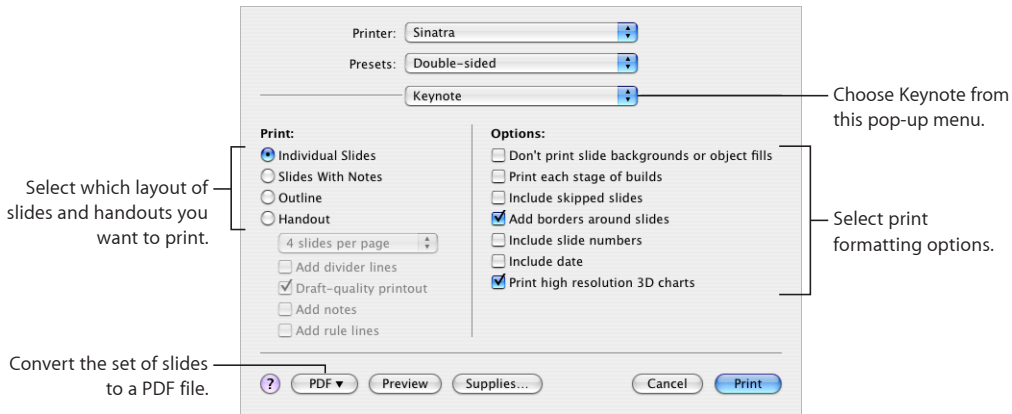 Printer: Sinatra
Presets: Double-sided
Keynote
Choose Keynote from
this pop-up menu.
Print:
Individual Slides
Slides With Notes
Outline
Handout
4 slides per page
Add divider lines
Draft-quality printout
Add notes
Add rule lines
Select which layout of
slides and handouts you
want to print.
Options:
Don't print slide backgrounds or object fills
Print each stage of builds
Include skipped slides
Add borders around slides
Include slide numbers
Include date
Print high resolution 3D charts
Select print
formatting options.
Convert the set of slides
to a PDF file.
? PDF▼ Preview Supplies... Cancel Print